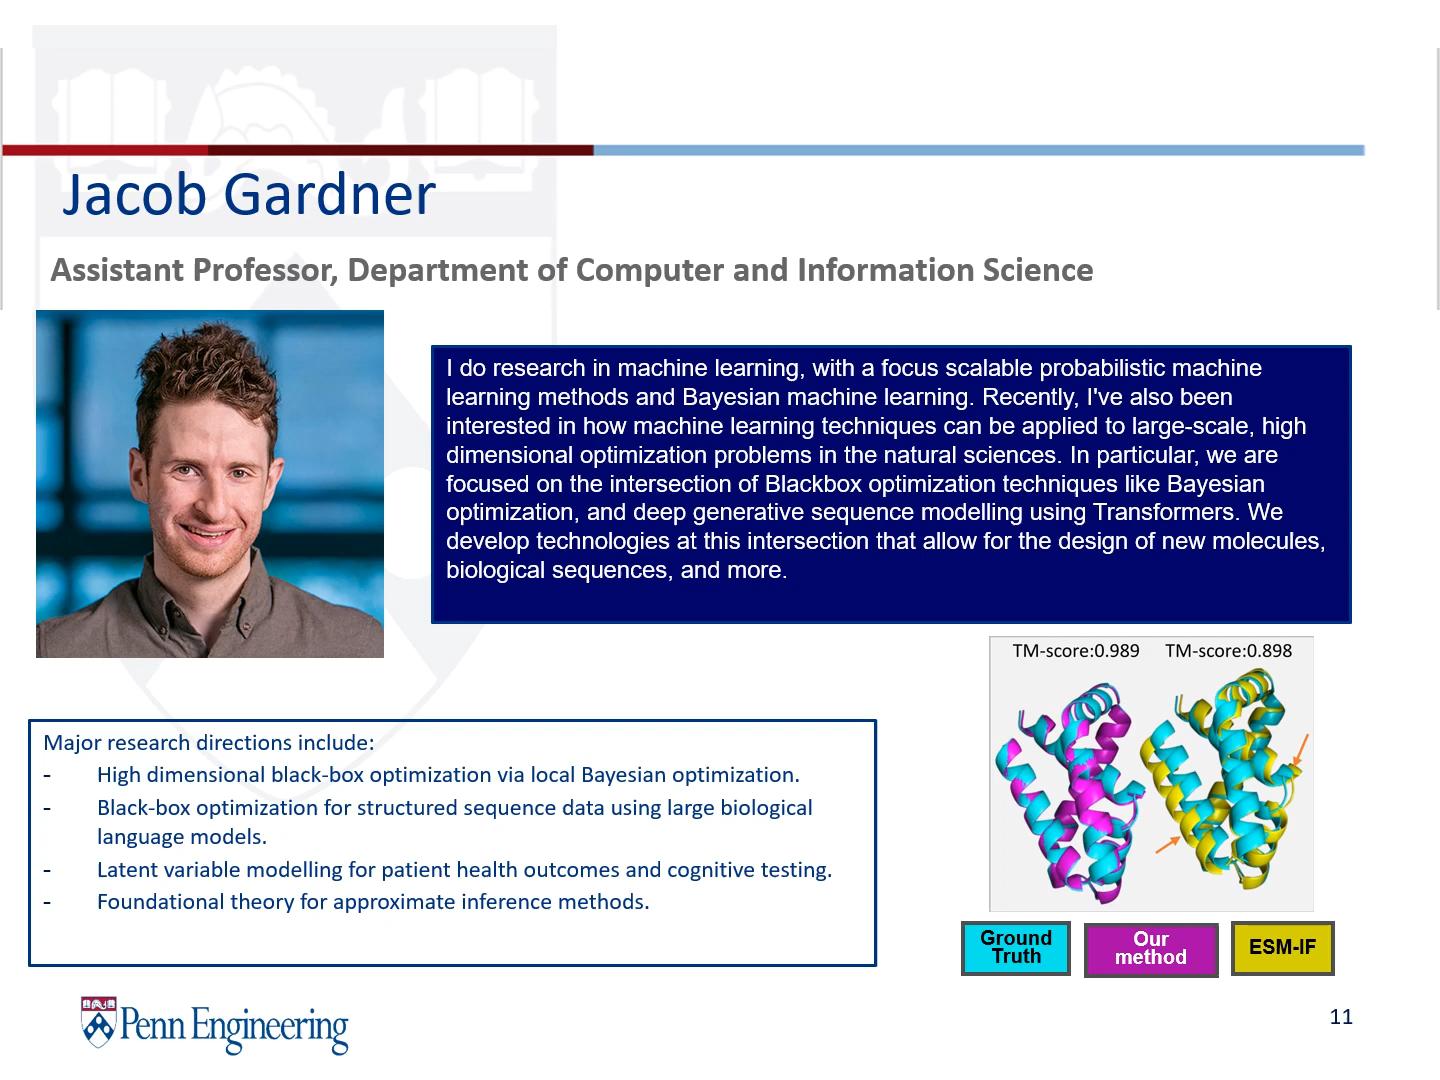 Jacob Gardner
Assistant Professor, Department of Computer and Information Science
I do research in machine learning, with a focus scalable probabilistic machine
learning methods and Bayesian machine learning. Recently, I've also been
interested in how machine learning techniques can be applied to large-scale, high
dimensional optimization problems in the natural sciences. In particular, we are
focused on the intersection of Blackbox optimization techniques like Bayesian
optimization, and deep generative sequence modelling using Transformers. We
develop technologies at this intersection that allow for the design of new molecules,
biological sequences, and more.
TM-score:0.989 TM-score:0.898
Major research directions include:
- High dimensional black-box optimization via local Bayesian optimization.
- Black-box optimization for structured sequence data using large biological
language models.
- Latent variable modelling for patient health outcomes and cognitive testing.
- Foundational theory for approximate inference methods.
Ground
Truth
Our
method
ESM-IF
Penn Engineering
11